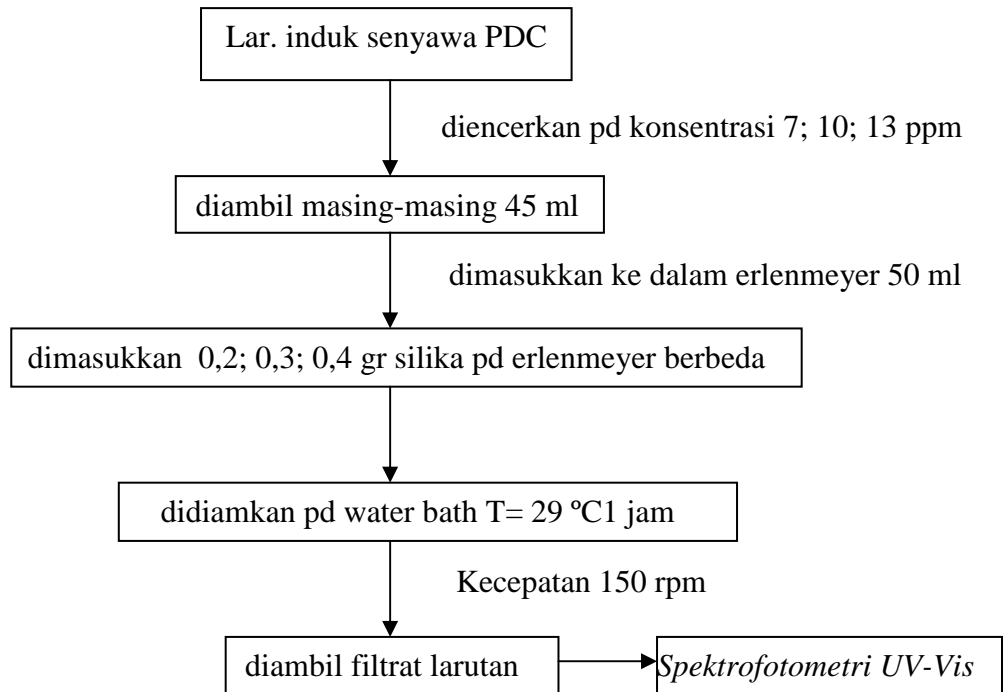 Lar. induk senyawa PDC
diencerkan pd konsentrasi 7; 10; 13 ppm
diambil masing-masing 45 ml
dimasukkan ke dalam erlenmeyer 50 ml
dimasukkan 0,2; 0,3; 0,4 gr silika pd erlenmeyer berbeda
didiamkan pd water bath T= 29 ºC1 jam
Kecepatan 150 rpm
diambil filtrat larutan
Spektrofotometri UV-Vis